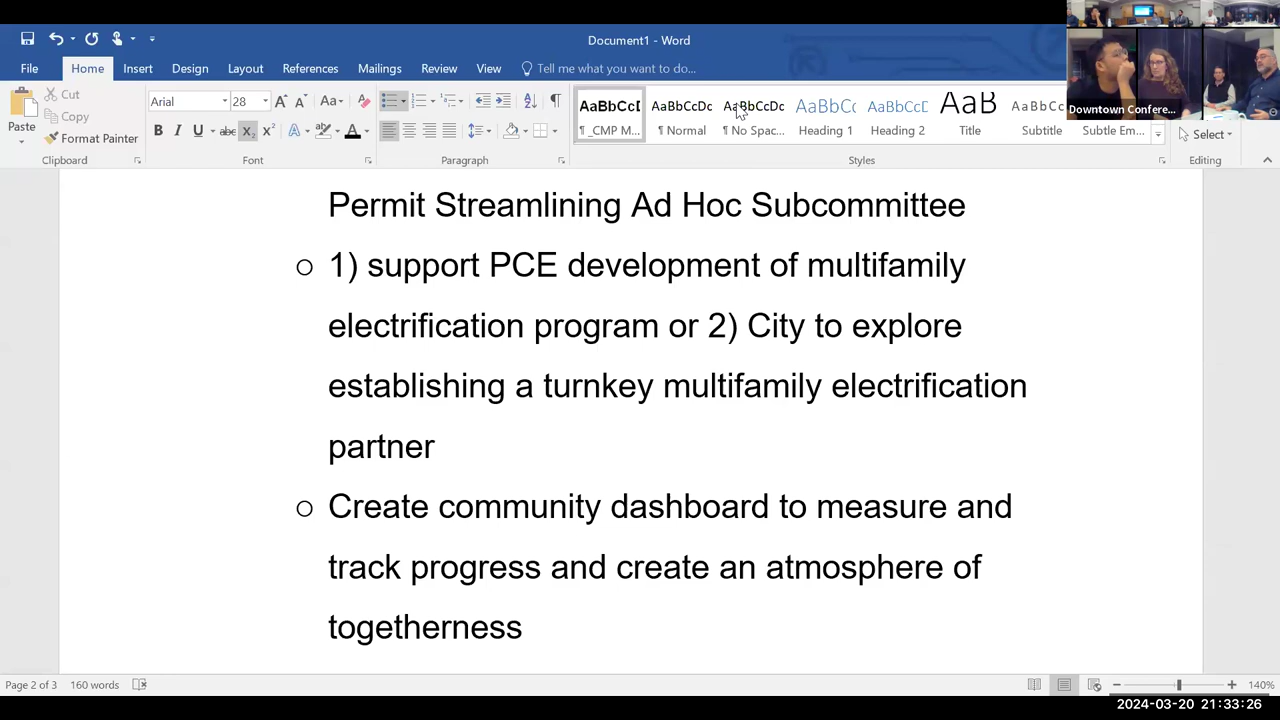 Document1 - Word
File Home Insert Design Layout References Mailings Review View Tell me what you want to do...
Downtown Confere...
Paste
Cut
Copy
Format Painter
Arial 28
Aa
B I U abc X₂ X²
AaBbCcI AaBbCcDc AaBbCcDc AaBbCc AaBbCcD AaB AaBbCc
¶ _CMP M... ¶ Normal ¶ No Spac... Heading 1 Heading 2 Title Subtitle Subtle Em...
Select
Clipboard Font Paragraph Styles Editing
Permit Streamlining Ad Hoc Subcommittee
○ 1) support PCE development of multifamily
electrification program or 2) City to explore
establishing a turnkey multifamily electrification
partner
○ Create community dashboard to measure and
track progress and create an atmosphere of
togetherness
Page 2 of 3 160 words 140%
2024-03-20 21:33:26